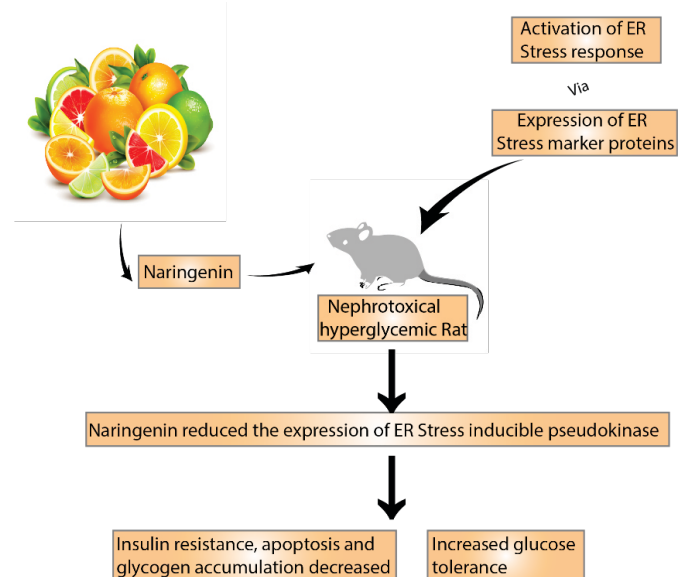 Activation of ER
Stress response
Via
Expression of ER
Stress marker proteins
Naringenin
Nephrotoxical
hyperglycemic Rat
Naringenin reduced the expression of ER Stress inducible pseudokinase
Insulin resistance, apoptosis and
glycogen accumulation decreased
Increased glucose
tolerance